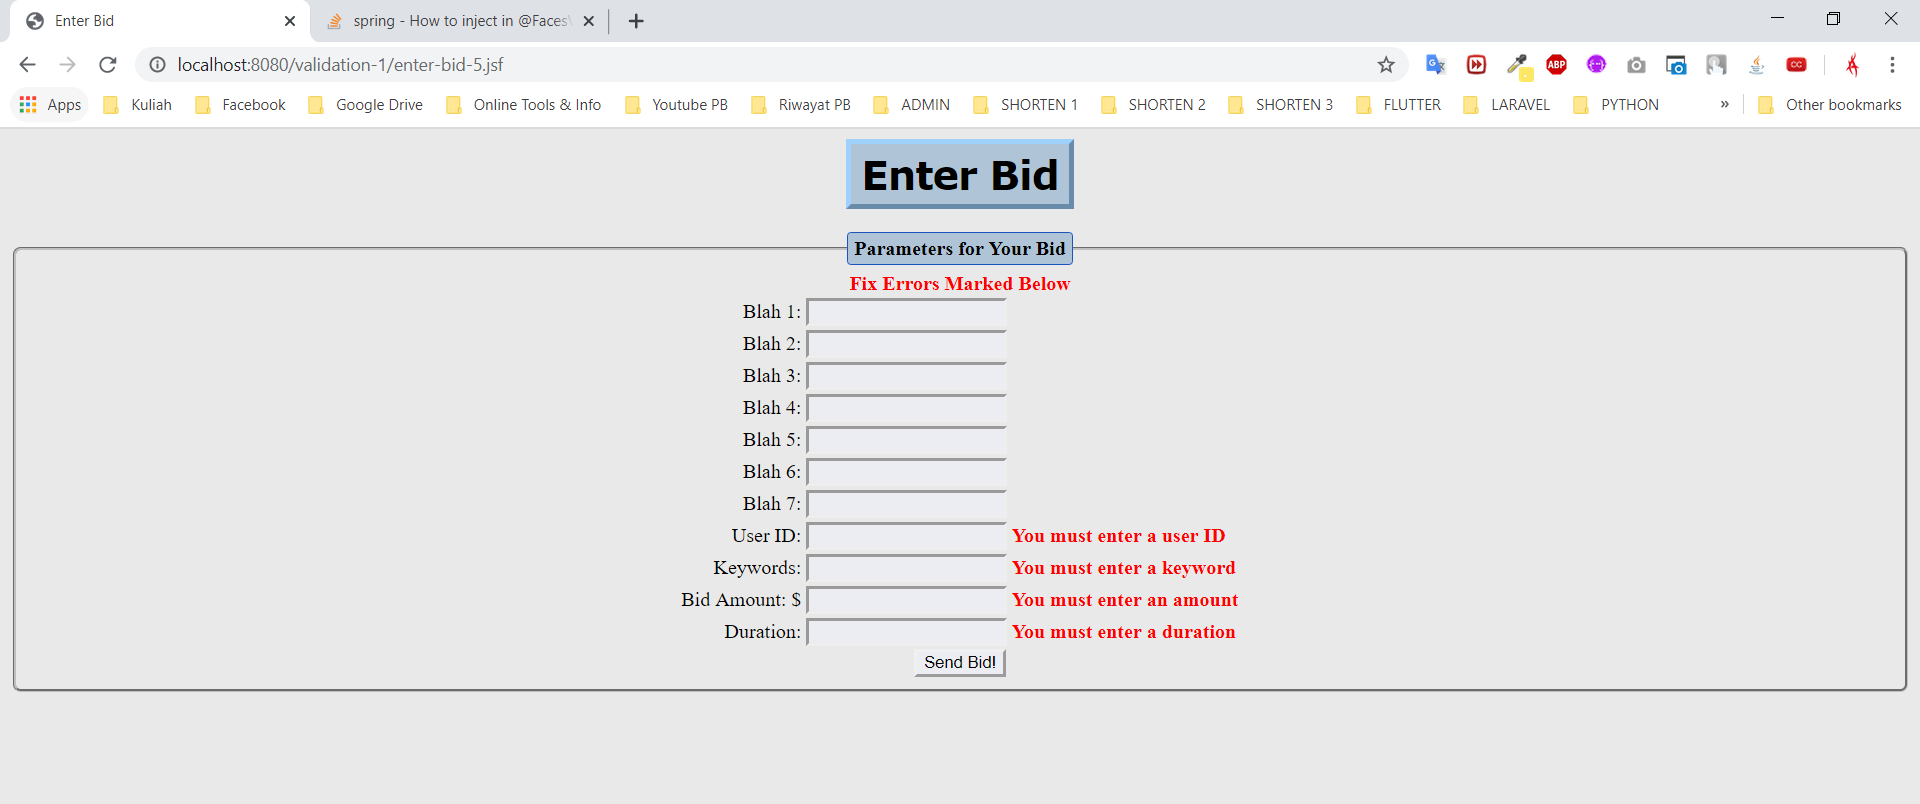 Enter Bid
spring - How to inject in @Faces
localhost:8080/validation-1/enter-bid-5.jsf
ABP
CC
Apps Kuliah Facebook Google Drive Online Tools & Info Youtube PB Riwayat PB ADMIN SHORTEN 1 SHORTEN 2 SHORTEN 3 FLUTTER LARAVEL PYTHON » Other bookmarks
Enter Bid
Parameters for Your Bid
Fix Errors Marked Below
Blah 1:
Blah 2:
Blah 3:
Blah 4:
Blah 5:
Blah 6:
Blah 7:
User ID: You must enter a user ID
Keywords: You must enter a keyword
Bid Amount: $ You must enter an amount
Duration: You must enter a duration
Send Bid!